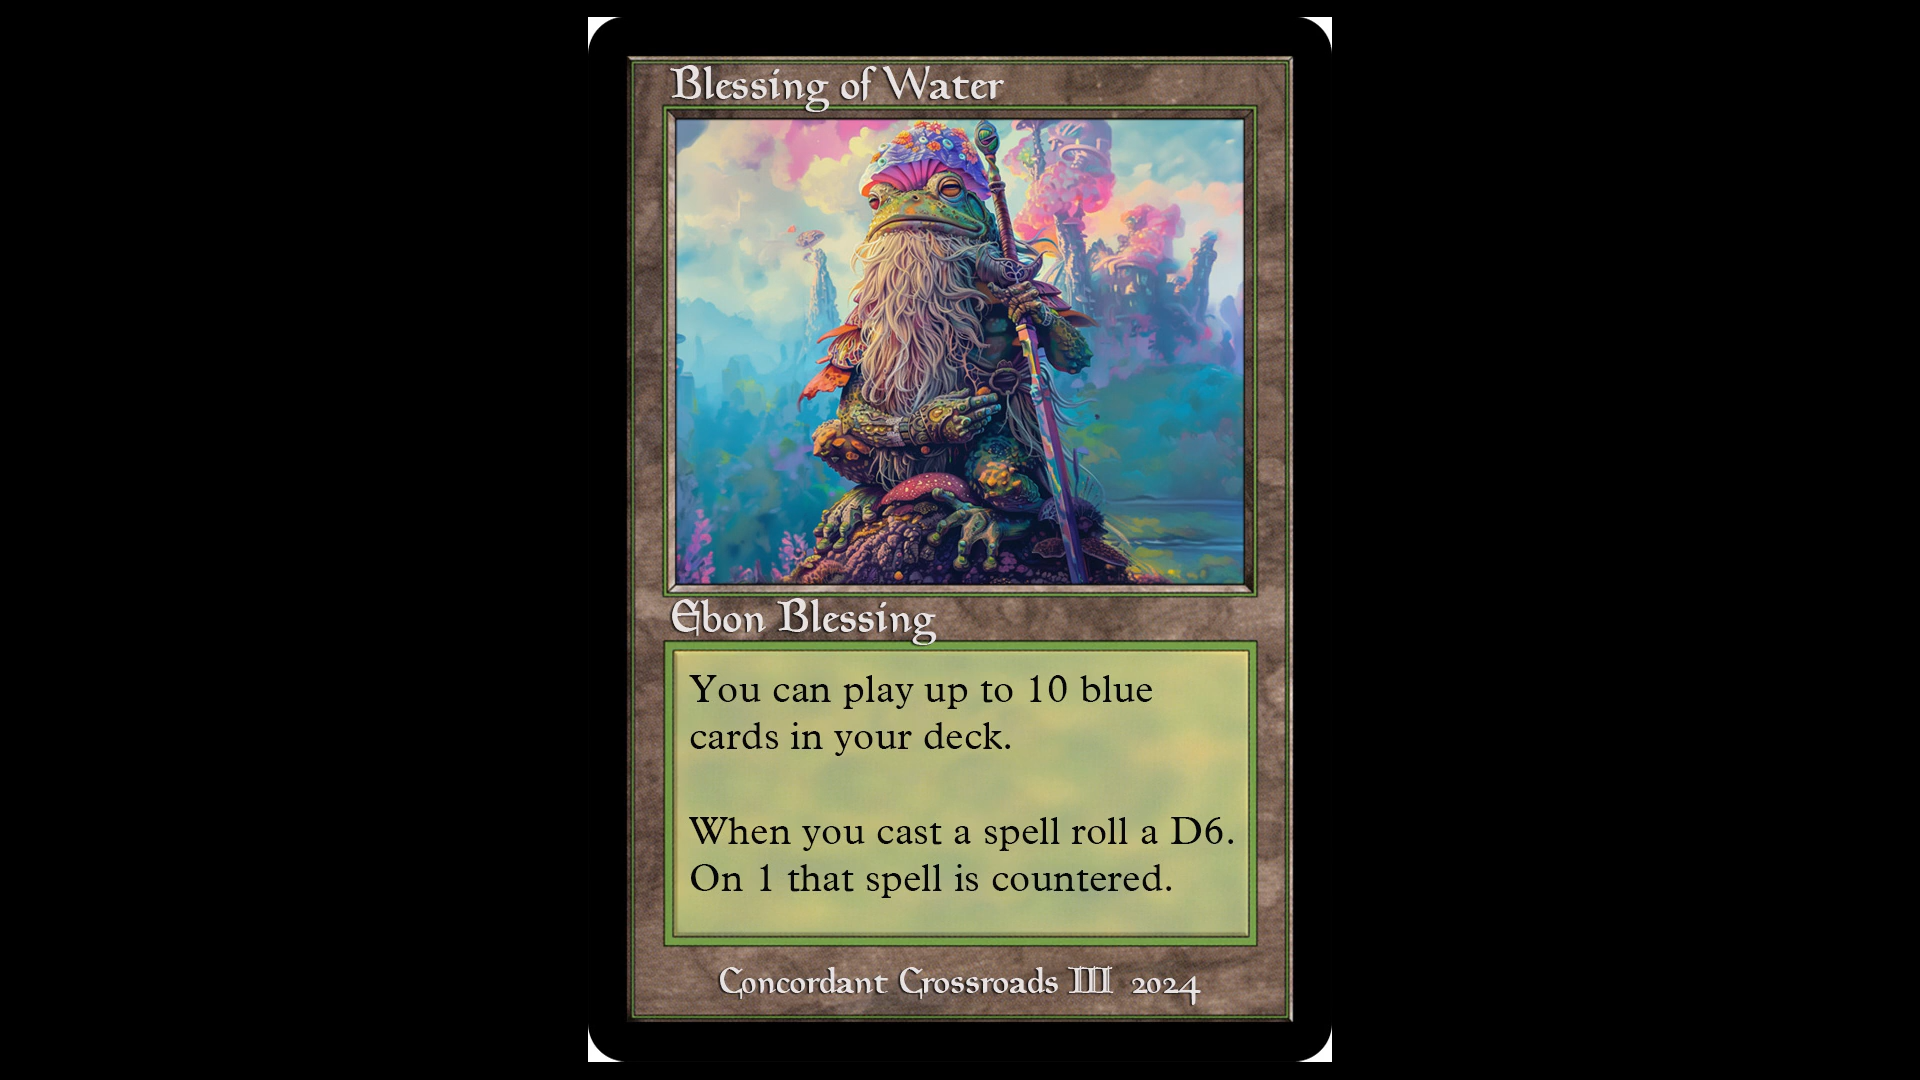 Blessing of Water
Ebon Blessing
You can play up to 10 blue
cards in your deck.
When you cast a spell roll a D6.
On 1 that spell is countered.
Concordant Crossroads III 2024